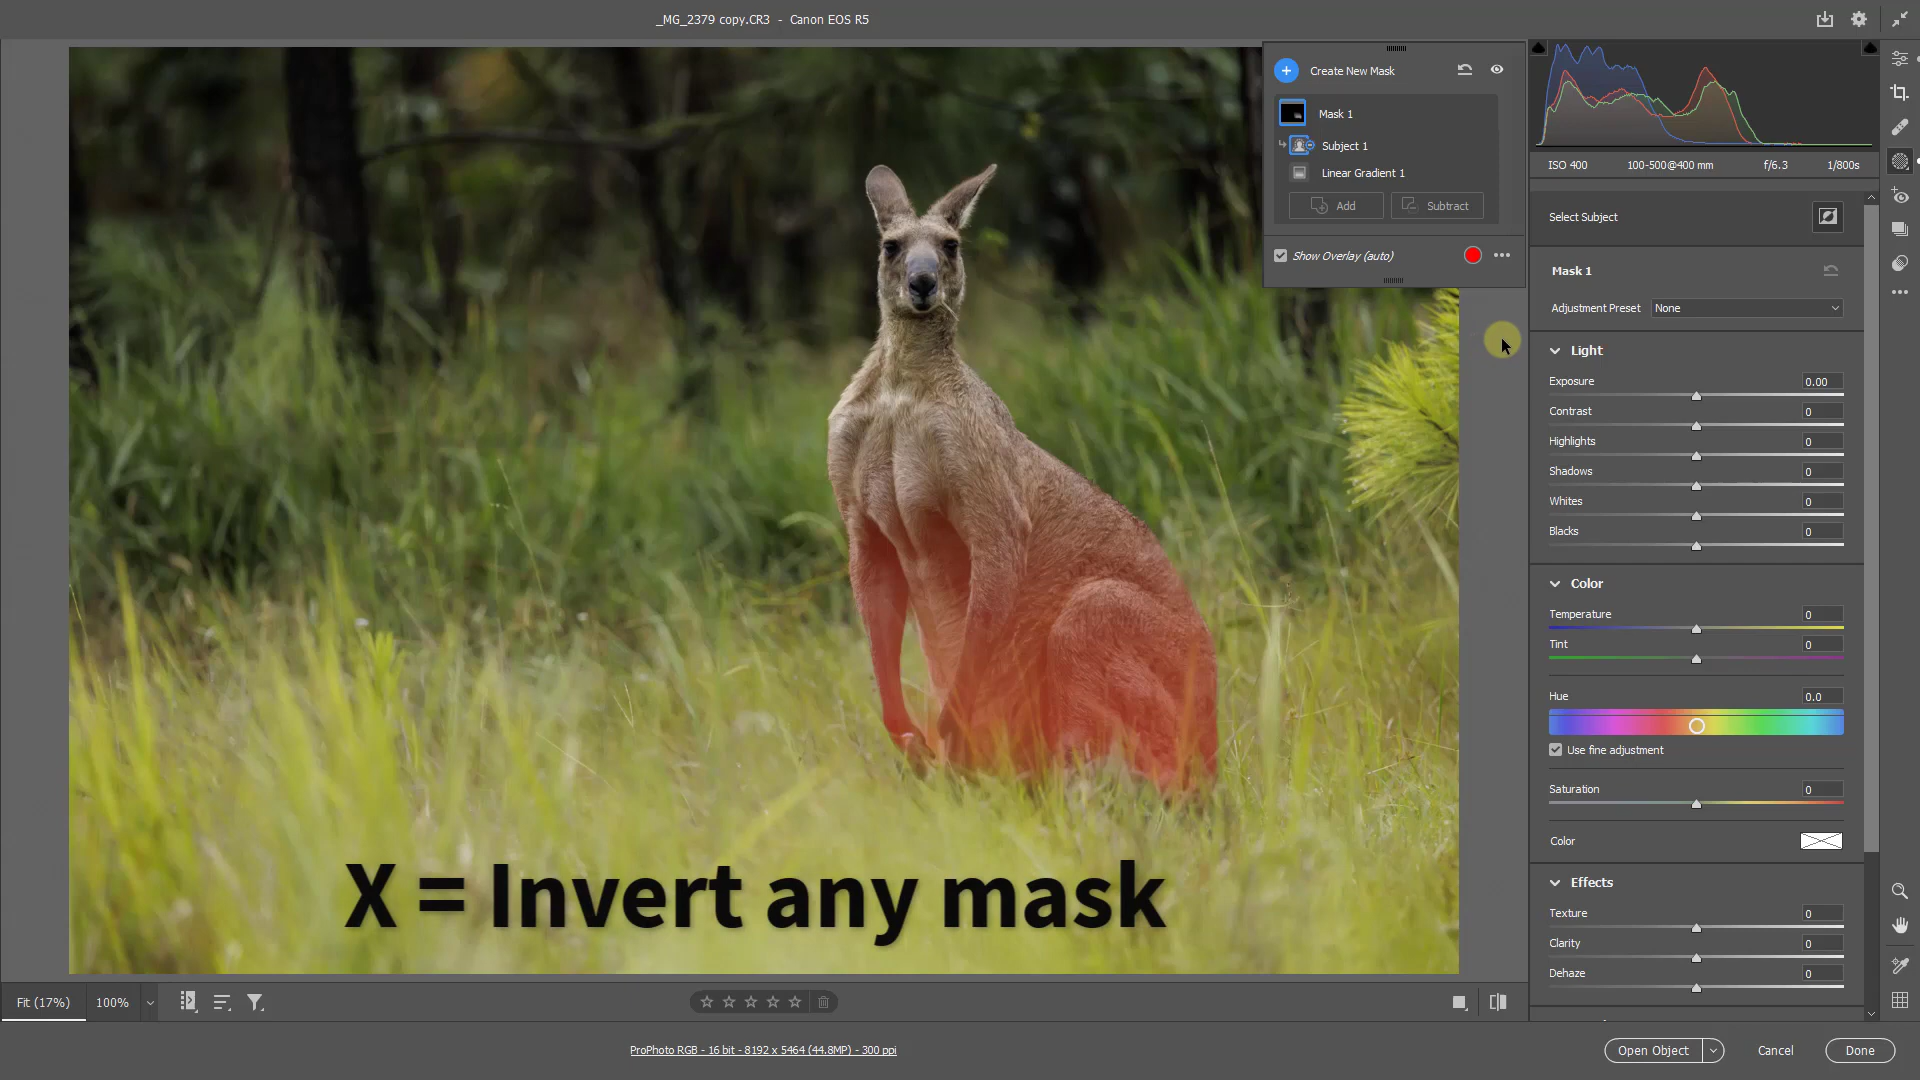 _MG_2379 copy.CR3 - Canon EOS R5
Create New Mask
Mask 1
Subject 1
Linear Gradient 1
Add
Subtract
Show Overlay (auto)
ISO 400
100-500@400 mm
f/6.3
1/800s
Select Subject
Mask 1
Adjustment Preset
None
Light
Exposure
0.00
Contrast
0
Highlights
0
Shadows
0
Whites
0
Blacks
0
Color
Temperature
0
Tint
0
Hue
0.0
Use fine adjustment
Saturation
0
Color
Effects
Texture
0
Clarity
0
Dehaze
0
X = Invert any mask
Fit (17%)
100%
ProPhoto RGB - 16 bit - 8192 x 5464 (44.8MP) - 300 ppi
Open Object
Cancel
Done